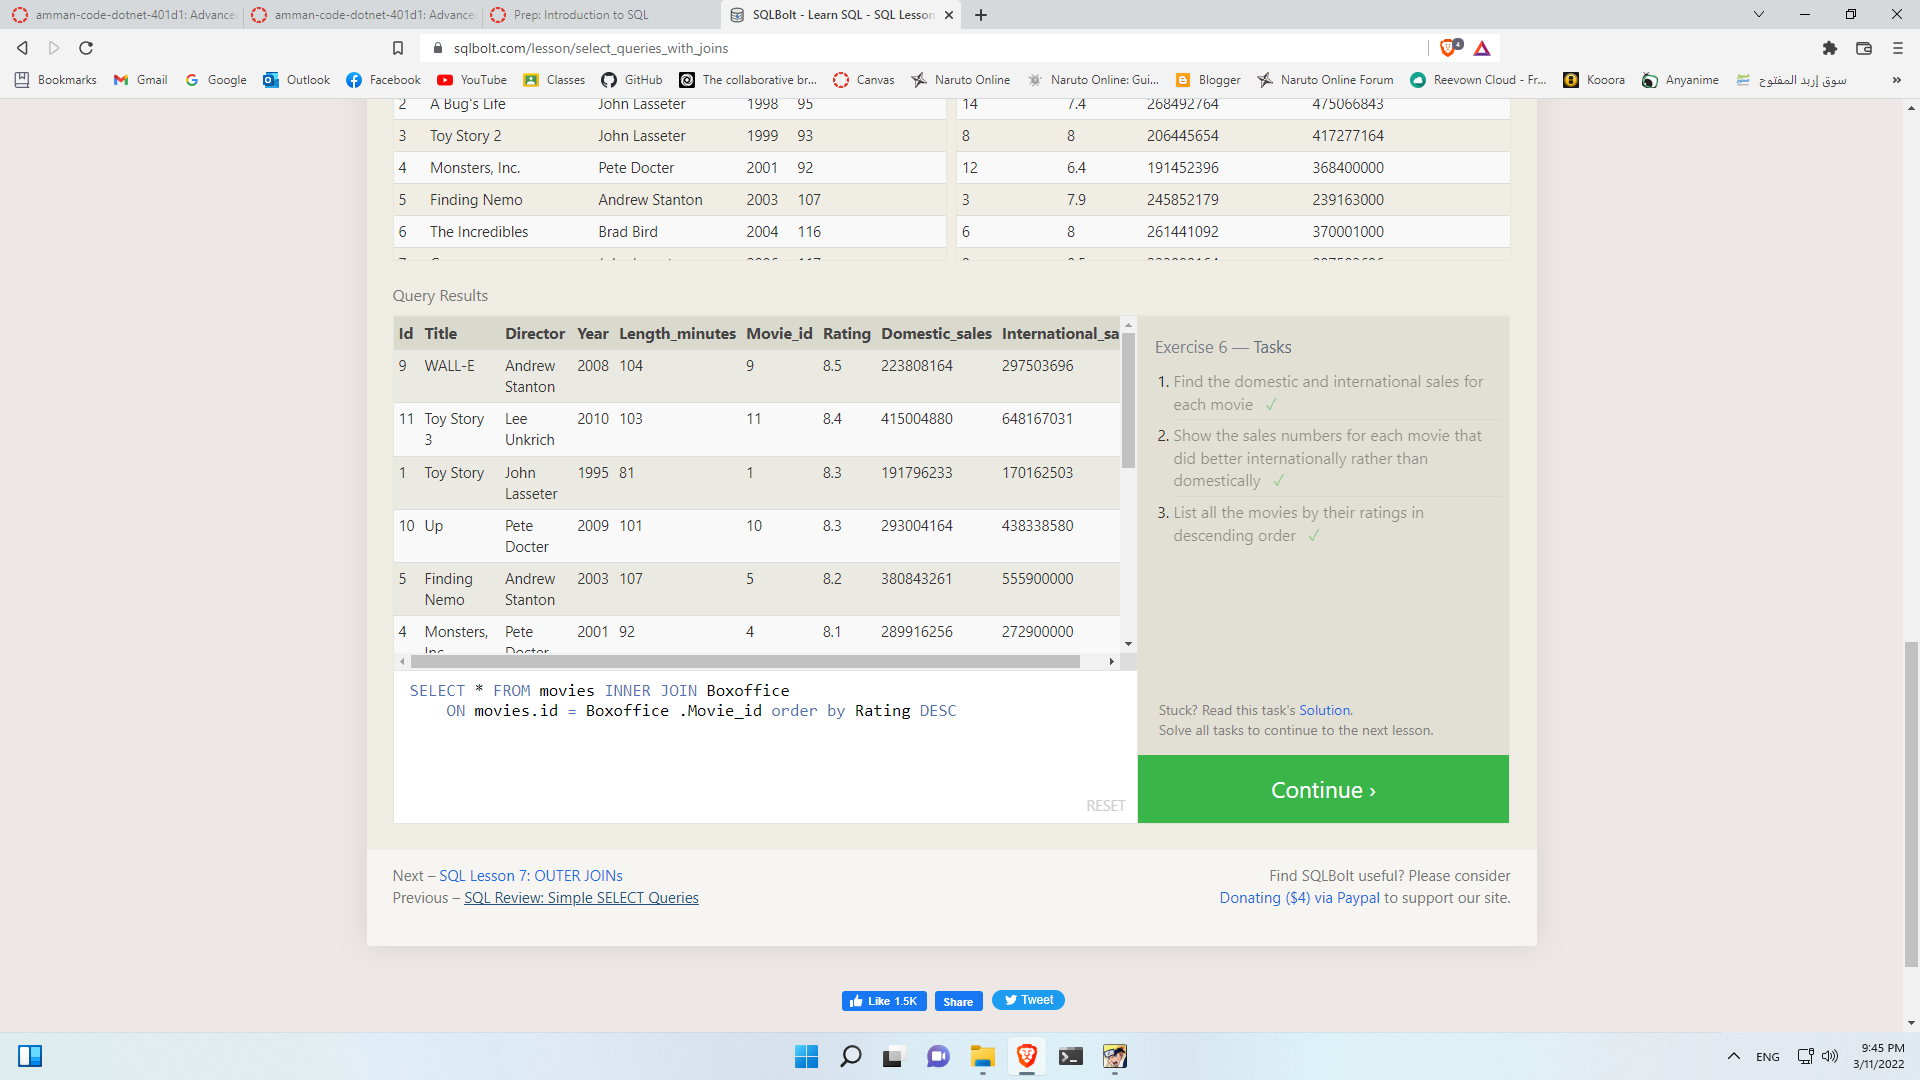 amman-code-dotnet-401d1: Advance
amman-code-dotnet-401d1: Advance
Prep: Introduction to SQL
SQLBolt - Learn SQL - SQL Lesson
sqlbolt.com/lesson/select_queries_with_joins
4
Bookmarks Gmail Google Outlook Facebook YouTube Classes GitHub The collaborative br... Canvas Naruto Online Naruto Online: Gui... Blogger Naruto Online Forum Reevown Cloud - Fr... Kooora Anyanime سوق إربد المفتوح »
2 A Bug's Life John Lasseter 1998 95
3 Toy Story 2 John Lasseter 1999 93
4 Monsters, Inc. Pete Docter 2001 92
5 Finding Nemo Andrew Stanton 2003 107
6 The Incredibles Brad Bird 2004 116
14 7.4 268492764 475066843
8 8 206445654 417277164
12 6.4 191452396 368400000
3 7.9 245852179 239163000
6 8 261441092 370001000
Query Results
Id Title Director Year Length_minutes Movie_id Rating Domestic_sales International_sa
9 WALL-E Andrew Stanton 2008 104 9 8.5 223808164 297503696
11 Toy Story 3 Lee Unkrich 2010 103 11 8.4 415004880 648167031
1 Toy Story John Lasseter 1995 81 1 8.3 191796233 170162503
10 Up Pete Docter 2009 101 10 8.3 293004164 438338580
5 Finding Nemo Andrew Stanton 2003 107 5 8.2 380843261 555900000
4 Monsters, Inc. Pete Docter 2001 92 4 8.1 289916256 272900000
SELECT * FROM movies INNER JOIN Boxoffice
ON movies.id = Boxoffice .Movie_id order by Rating DESC
RESET
Exercise 6 — Tasks
1. Find the domestic and international sales for
each movie ✓
2. Show the sales numbers for each movie that
did better internationally rather than
domestically ✓
3. List all the movies by their ratings in
descending order ✓
Stuck? Read this task's Solution.
Solve all tasks to continue to the next lesson.
Continue ›
Next – SQL Lesson 7: OUTER JOINs
Previous – SQL Review: Simple SELECT Queries
Find SQLBolt useful? Please consider
Donating ($4) via Paypal to support our site.
Like 1.5K Share Tweet
ENG
9:45 PM
3/11/2022